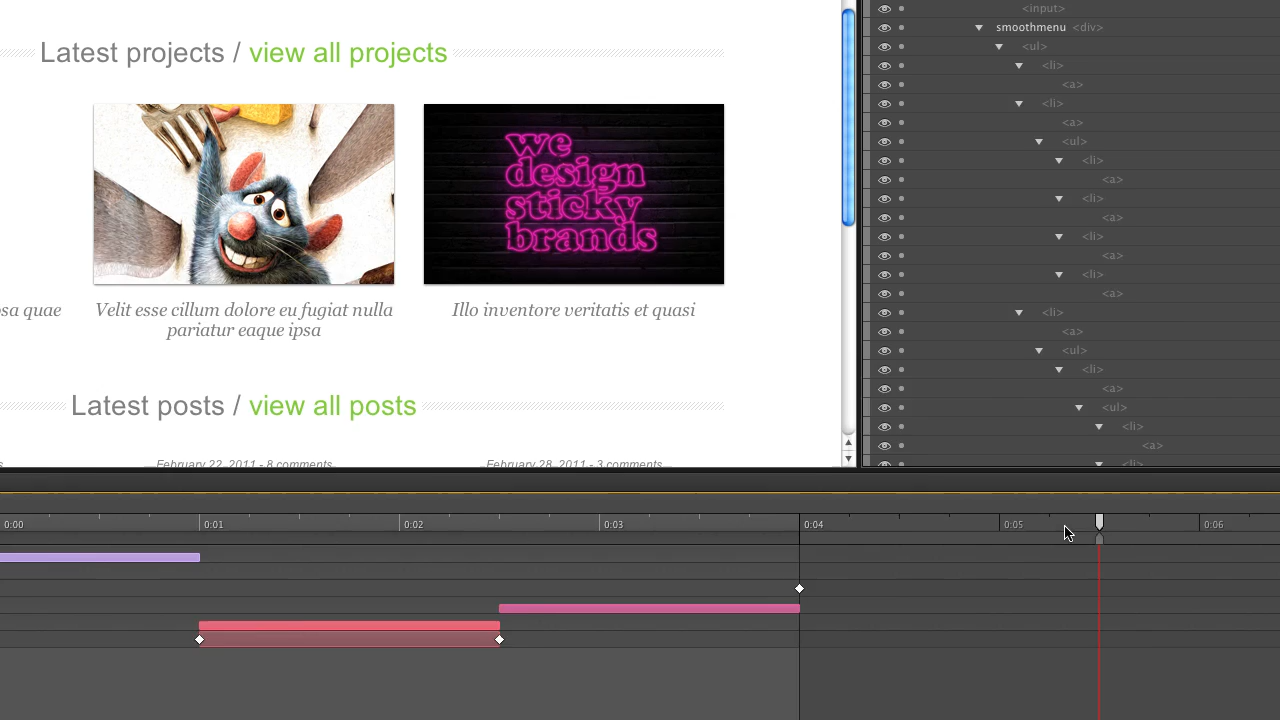 Latest projects / view all projects
we
design
sticky
brands
sa quae
Velit esse cillum dolore eu fugiat nulla
pariatur eaque ipsa
Illo inventore veritatis et quasi
Latest posts / view all posts
February 22, 2011 - 8 comments
February 28, 2011 - 3 comments
<input>
smoothmenu <div>
<ul>
<li>
<a>
<li>
<a>
<ul>
<li>
<a>
<li>
<a>
<li>
<a>
<li>
<a>
<li>
<a>
<ul>
<li>
<a>
<ul>
<li>
<a>
<li>
0:00
0:01
0:02
0:03
0:04
0:05
0:06